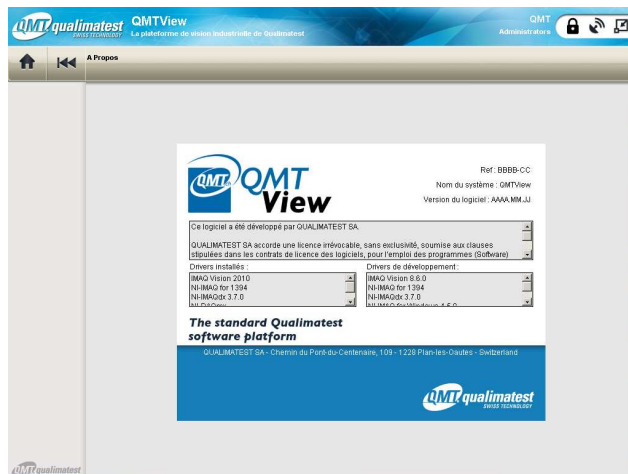 QMT qualimatest
SWISS TECHNOLOGY
QMTView
La plateforme de vision industrielle de Qualimatest
QMT
Administrators
A Propos
QMT
QMT
View
Ref : BBBB-CC
Nom du système : QMTView
Version du logiciel : AAAA.MM.JJ
Ce logiciel a été développé par QUALIMATEST SA.
QUALIMATEST SA accorde une licence irrévocable, sans exclusivité, soumise aux clauses
stipulées dans les contrats de licence des logiciels, pour l'emploi des programmes (Software)
Drivers installés :
IMAQ Vision 2010
NI-IMAQ for 1394
NI-IMAQdx 3.7.0
NI-DAQmx
Drivers de développement :
IMAQ Vision 8.6.0
NI-IMAQ for 1394
NI-IMAQdx 3.7.0
The standard Qualimatest
software platform
QUALIMATEST SA - Chemin du Pont-du-Centenaire, 109 - 1228 Plan-les-Ouates - Switzerland
QMT qualimatest
SWISS TECHNOLOGY
QMT qualimatest